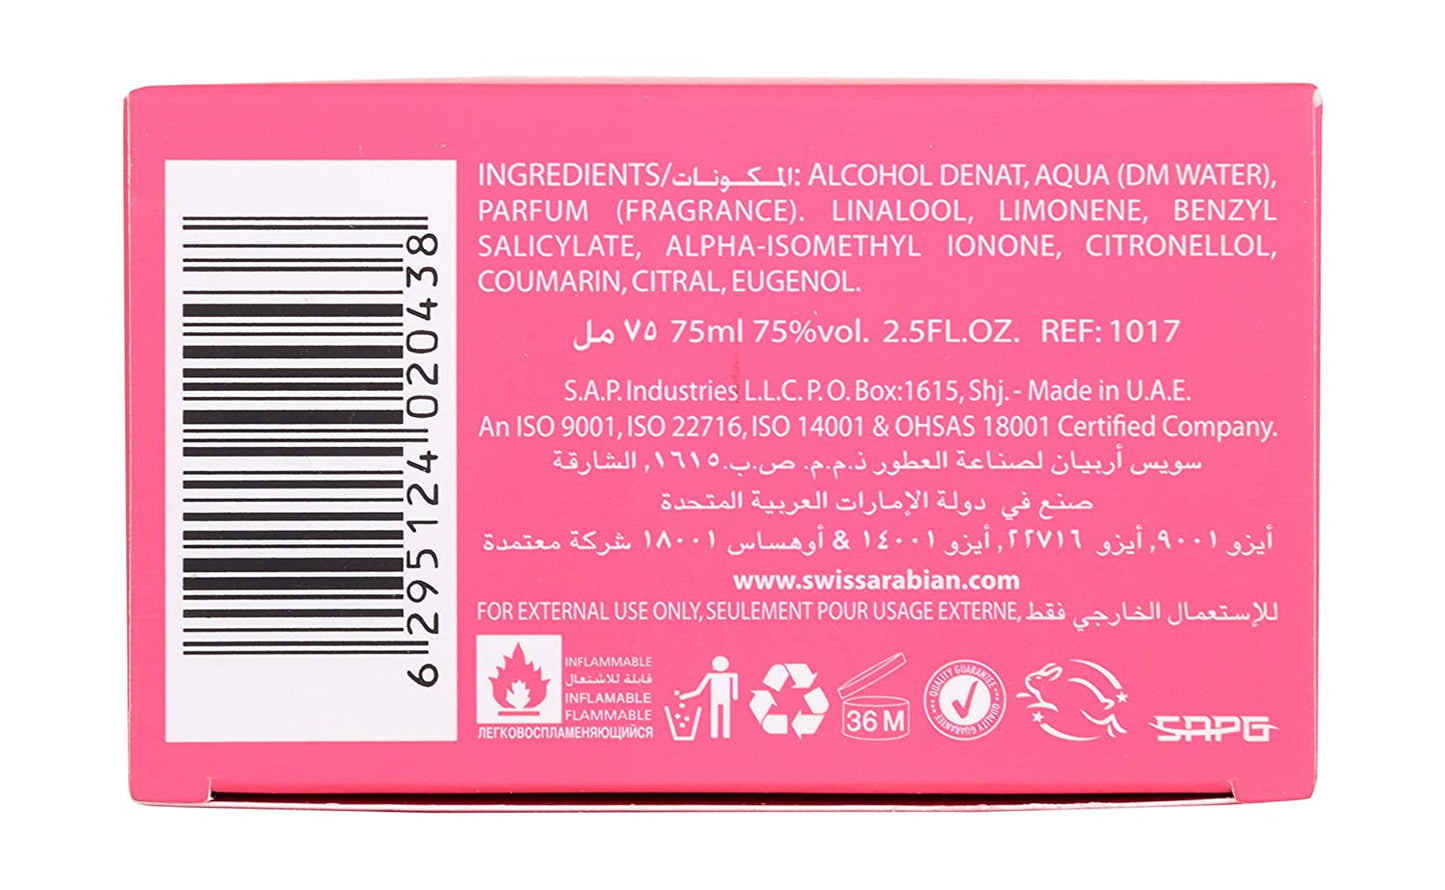 6 295124 020438
INGREDIENTS/المكونات: ALCOHOL DENAT, AQUA (DM WATER),
PARFUM (FRAGRANCE). LINALOOL, LIMONENE, BENZYL
SALICYLATE, ALPHA-ISOMETHYL IONONE, CITRONELLOL,
COUMARIN, CITRAL, EUGENOL.
٧٥ مل 75ml 75%vol. 2.5FL.OZ. REF: 1017
S.A.P. Industries L.L.C. P. O. Box:1615, Shj. - Made in U.A.E.
An ISO 9001, ISO 22716, ISO 14001 & OHSAS 18001 Certified Company.
سويس أربيان لصناعة العطور ذ.م.م. ص.ب.١٦١٥, الشارقة
صنع في دولة الإمارات العربية المتحدة
أيزو ٩٠٠١, أيزو ٢٢٧١٦, أيزو ١٤٠٠١ & أوهساس ١٨٠٠١ شركة معتمدة
www.swissarabian.com
FOR EXTERNAL USE ONLY, SEULEMENT POUR USAGE EXTERNE, للإستعمال الخارجي فقط
INFLAMMABLE
قابلة للاشتعال
INFLAMABLE
FLAMMABLE
ЛЕГКОВОСПЛАМЕНЯЮЩИЙСЯ
36 M
QUALITY GUARANTEE
QUALITY GUARANTEE
SAPG